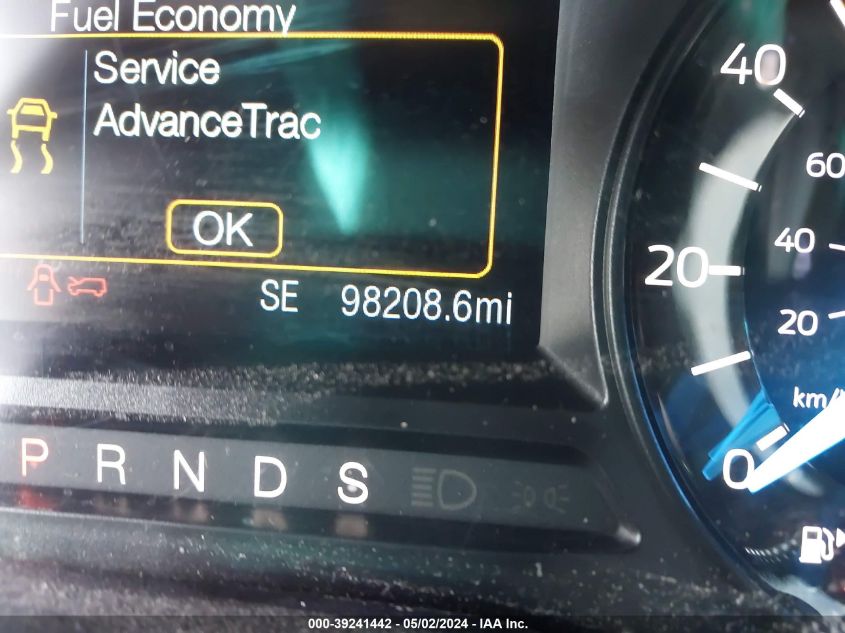 Fuel Economy
Service
AdvanceTrac
OK
SE 98208.6mi
P R N D S
40
20
0
60
40
20
km/
000-39241442 - 05/02/2024 - IAA Inc.